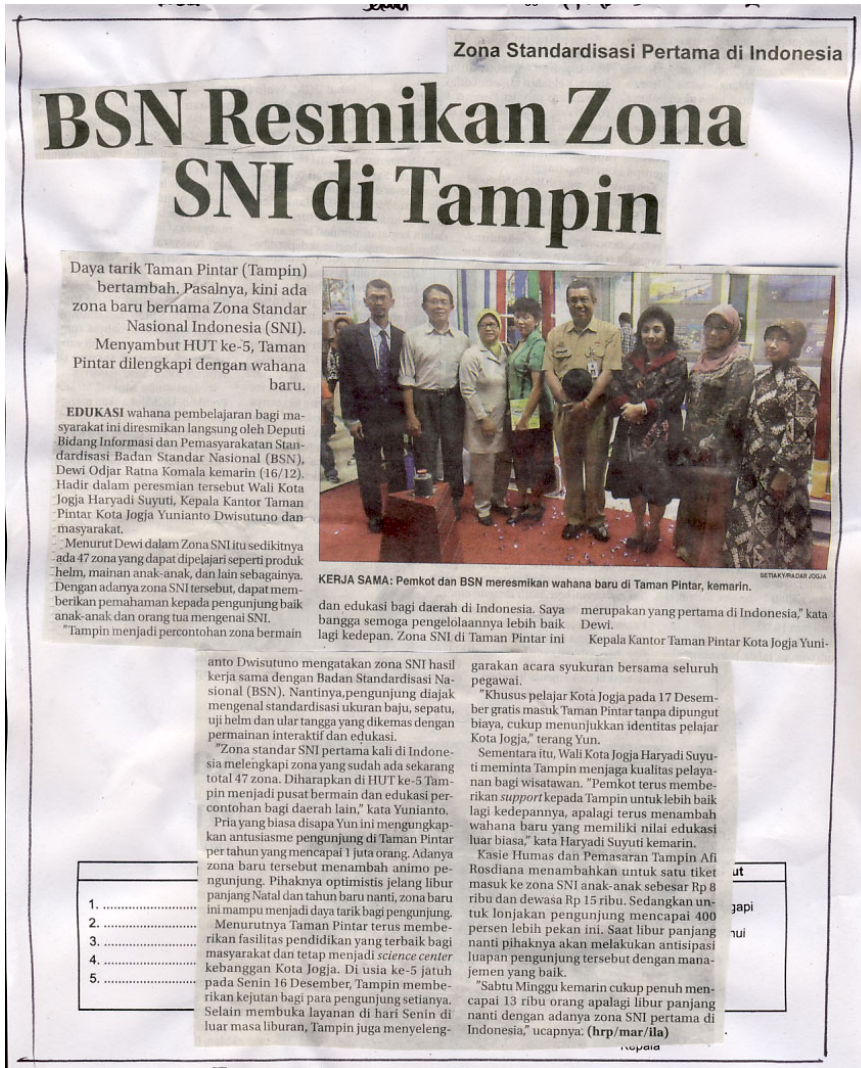 Zona Standardisasi Pertama di Indonesia
BSN Resmikan Zona
SNI di Tampin
Daya tarik Taman Pintar (Tampin)
bertambah. Pasalnya, kini ada
zona baru bernama Zona Standar
Nasional Indonesia (SNI).
Menyambut HUT ke-5, Taman
Pintar dilengkapi dengan wahana
baru.
EDUKASI wahana pembelajaran bagi ma-
syarakat ini diresmikan langsung oleh Deputi
Bidang Informasi dan Pemasyarakatan Stan-
dardisasi Badan Standar Nasional (BSN),
Dewi Odjar Ratna Komala kemarin (16/12).
Hadir dalam peresmian tersebut Wali Kota
Jogja Haryadi Suyuti, Kepala Kantor Taman
Pintar Kota Jogja Yunianto Dwisutuno dan
masyarakat.
Menurut Dewi dalam Zona SNI itu sedikitnya
ada 47 zona yang dapat dipelajari seperti produk
helm, mainan anak-anak, dan lain sebagainya.
Dengan adanya zona SNI tersebut, dapat mem-
berikan pemahaman kepada pengunjung baik
anak-anak dan orang tua mengenai SNI.
"Tampin menjadi percontohan zona bermain
SETIAKY/RADAR JOGJA
KERJA SAMA: Pemkot dan BSN meresmikan wahana baru di Taman Pintar, kemarin.
dan edukasi bagi daerah di Indonesia. Saya
bangga semoga pengelolaannya lebih baik
lagi kedepan. Zona SNI di Taman Pintar ini
merupakan yang pertama di Indonesia," kata
Dewi.
Kepala Kantor Taman Pintar Kota Jogja Yuni-
anto Dwisutuno mengatakan zona SNI hasil
kerja sama dengan Badan Standardisasi Na-
sional (BSN). Nantinya,pengunjung diajak
mengenal standardisasi ukuran baju, sepatu,
uji helm dan ular tangga yang dikemas dengan
permainan interaktif dan edukasi.
"Zona standar SNI pertama kali di Indone-
sia melengkapi zona yang sudah ada sekarang
total 47 zona. Diharapkan di HUT ke-5 Tam-
pin menjadi pusat bermain dan edukasi per-
contohan bagi daerah lain," kata Yunianto.
Pria yang biasa disapa Yun ini mengungkap-
kan antusiasme pengunjung di Taman Pintar
per tahun yang mencapai 1 juta orang. Adanya
zona baru tersebut menambah animo pe-
ngunjung. Pihaknya optimistis jelang libur
panjang Natal dan tahun baru nanti, zona baru
ini mampu menjadi daya tarik bagi pengunjung.
Menurutnya Taman Pintar terus membe-
rikan fasilitas pendidikan yang terbaik bagi
masyarakat dan tetap menjadi science center
kebanggan Kota Jogja. Di usia ke-5 jatuh
pada Senin 16 Desember, Tampin membe-
rikan kejutan bagi para pengunjung setianya.
Selain membuka layanan di hari Senin di
luar masa liburan, Tampin juga menyeleng-
garakan acara syukuran bersama seluruh
pegawai.
"Khusus pelajar Kota Jogja pada 17 Desem-
ber gratis masuk Taman Pintar tanpa dipungut
biaya, cukup menunjukkan identitas pelajar
Kota Jogja," terang Yun.
Sementara itu, Wali Kota Jogja Haryadi Suyu-
ti meminta Tampin menjaga kualitas pelaya-
nan bagi wisatawan. "Pemkot terus membe-
rikan support kepada Tampin untuk lebih baik
lagi kedepannya, apalagi terus menambah
wahana baru yang memiliki nilai edukasi
luar biasa," kata Haryadi Suyuti kemarin.
Kasie Humas dan Pemasaran Tampin Afi
Rosdiana menambahkan untuk satu tiket
masuk ke zona SNI anak-anak sebesar Rp 8
ribu dan dewasa Rp 15 ribu. Sedangkan un-
tuk lonjakan pengunjung mencapai 400
persen lebih pekan ini. Saat libur panjang
nanti pihaknya akan melakukan antisipasi
luapan pengunjung tersebut dengan mana-
jemen yang baik.
"Sabtu Minggu kemarin cukup penuh men-
capai 13 ribu orang apalagi libur panjang
nanti dengan adanya zona SNI pertama di
Indonesia," ucapnya. (hrp/mar/ila)
1. ....................
2. ....................
3. ....................
4. ....................
5. ....................
ut
gapi
hui
Kepala